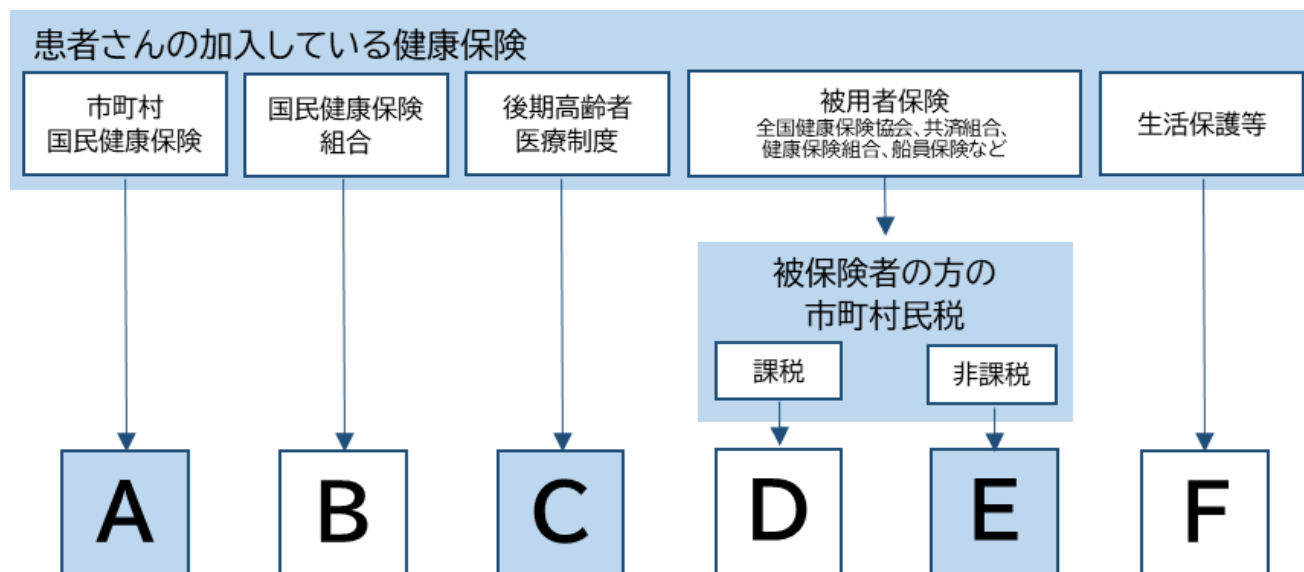 患者さんの加入している健康保険
市町村
国民健康保険
国民健康保険
組合
後期高齢者
医療制度
被用者保険
全国健康保険協会、共済組合、
健康保険組合、船員保険など
生活保護等
被保険者の方の
市町村民税
課税
非課税
A
B
C
D
E
F